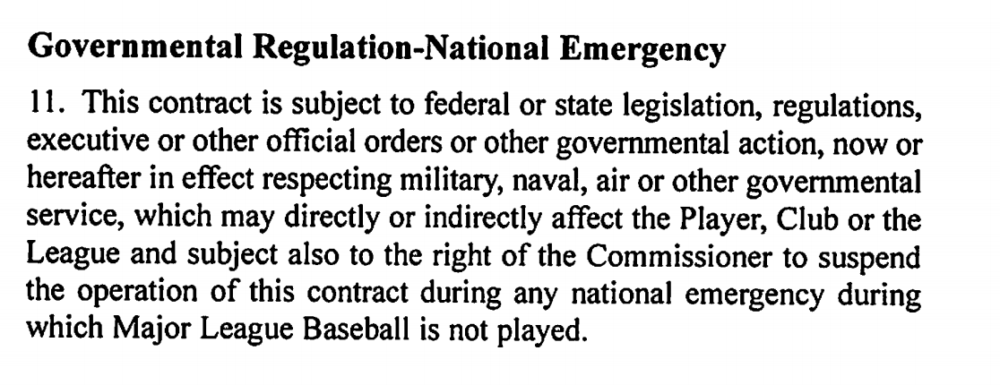 Governmental Regulation-National Emergency
11. This contract is subject to federal or state legislation, regulations,
executive or other official orders or other governmental action, now or
hereafter in effect respecting military, naval, air or other governmental
service, which may directly or indirectly affect the Player, Club or the
League and subject also to the right of the Commissioner to suspend
the operation of this contract during any national emergency during
which Major League Baseball is not played.